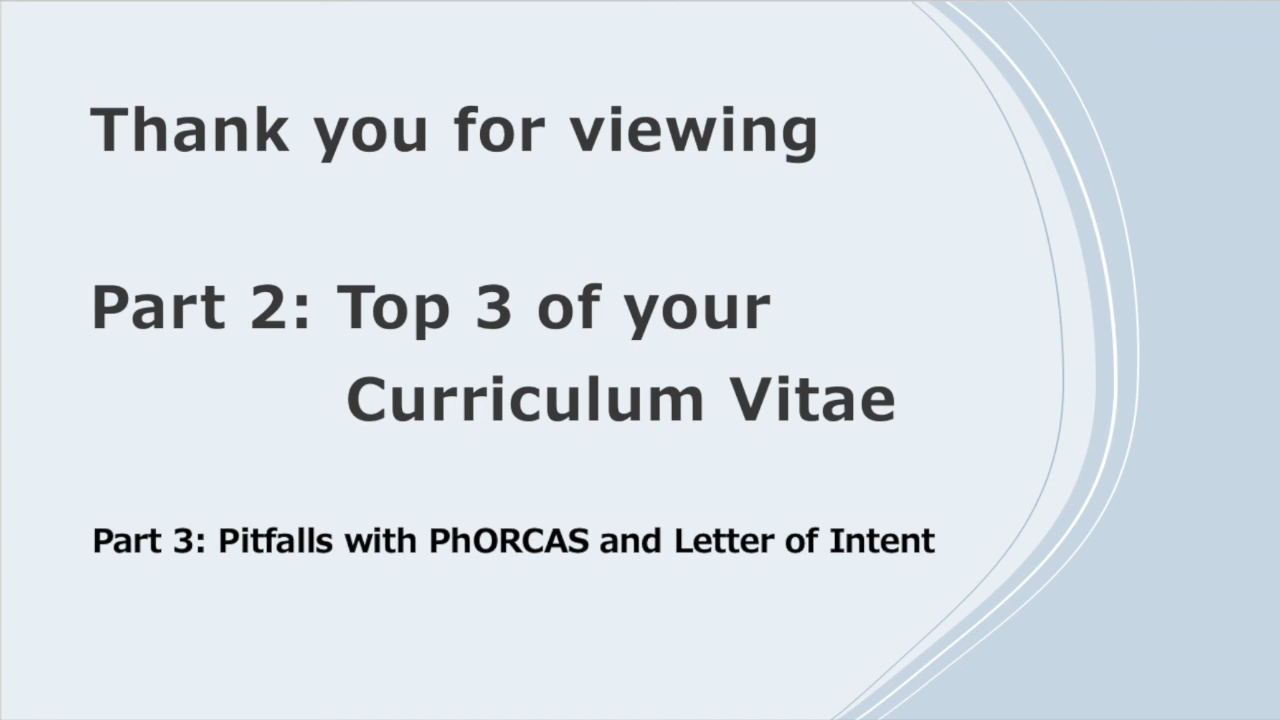 Thank you for viewing
Part 2: Top 3 of your
Curriculum Vitae
Part 3: Pitfalls with PhORCAS and Letter of Intent